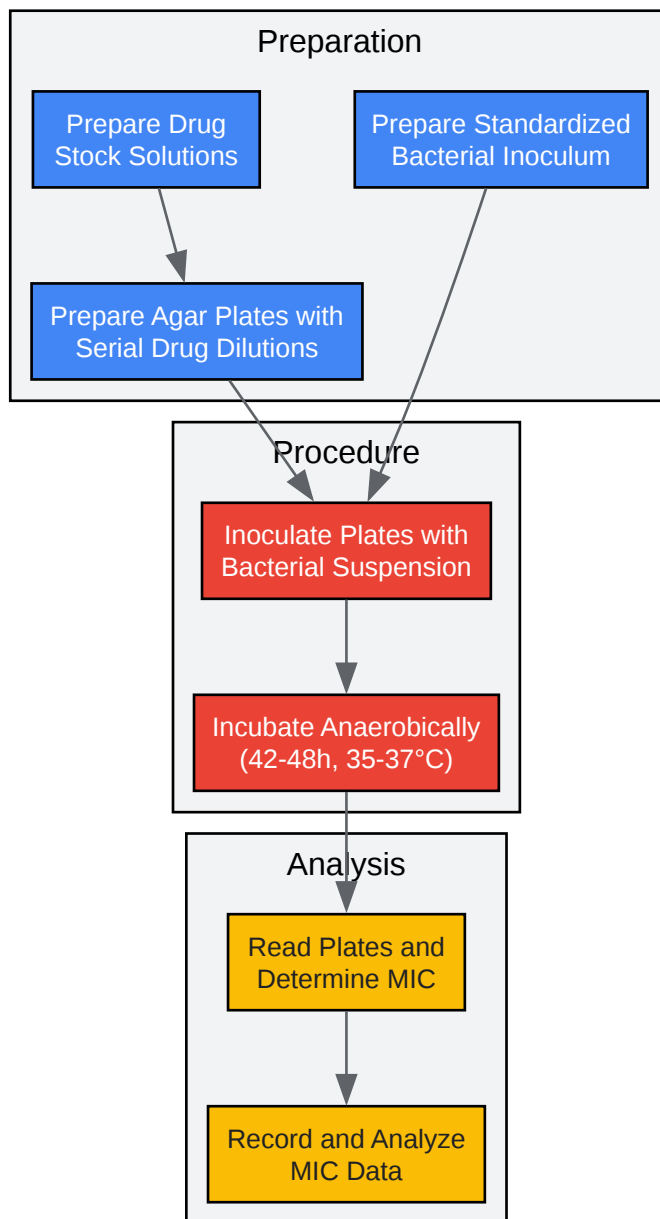 Preparation
Prepare Drug
Stock Solutions
Prepare Standardized
Bacterial Inoculum
Prepare Agar Plates with
Serial Drug Dilutions
Procedure
Inoculate Plates with
Bacterial Suspension
Incubate Anaerobically
(42-48h, 35-37°C)
Analysis
Read Plates and
Determine MIC
Record and Analyze
MIC Data